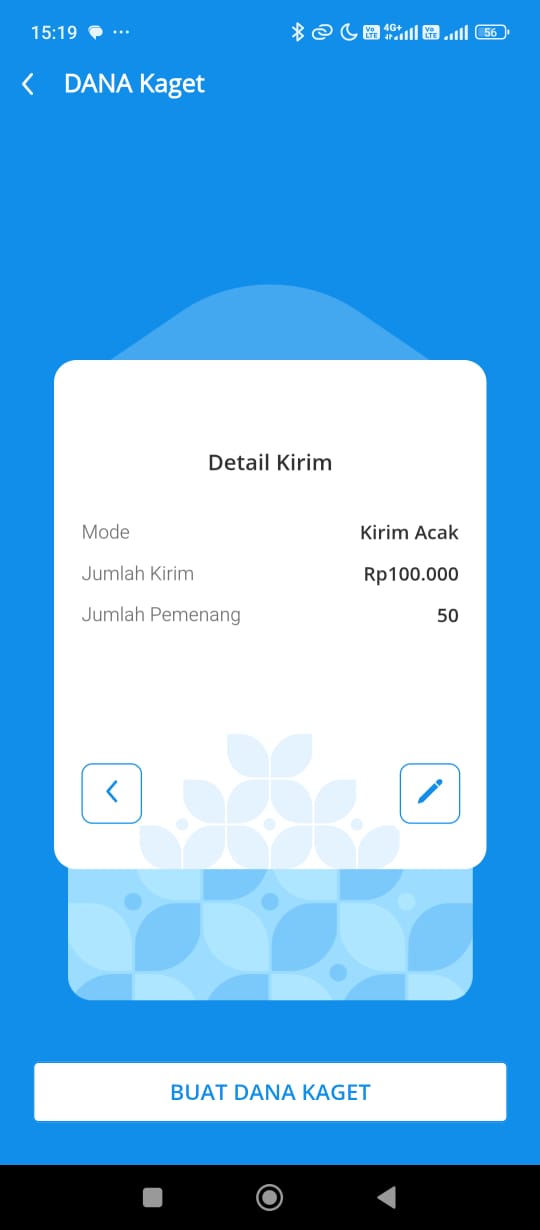 15:19
4G+
56
DANA Kaget
Detail Kirim
Mode Kirim Acak
Jumlah Kirim Rp100.000
Jumlah Pemenang 50
BUAT DANA KAGET